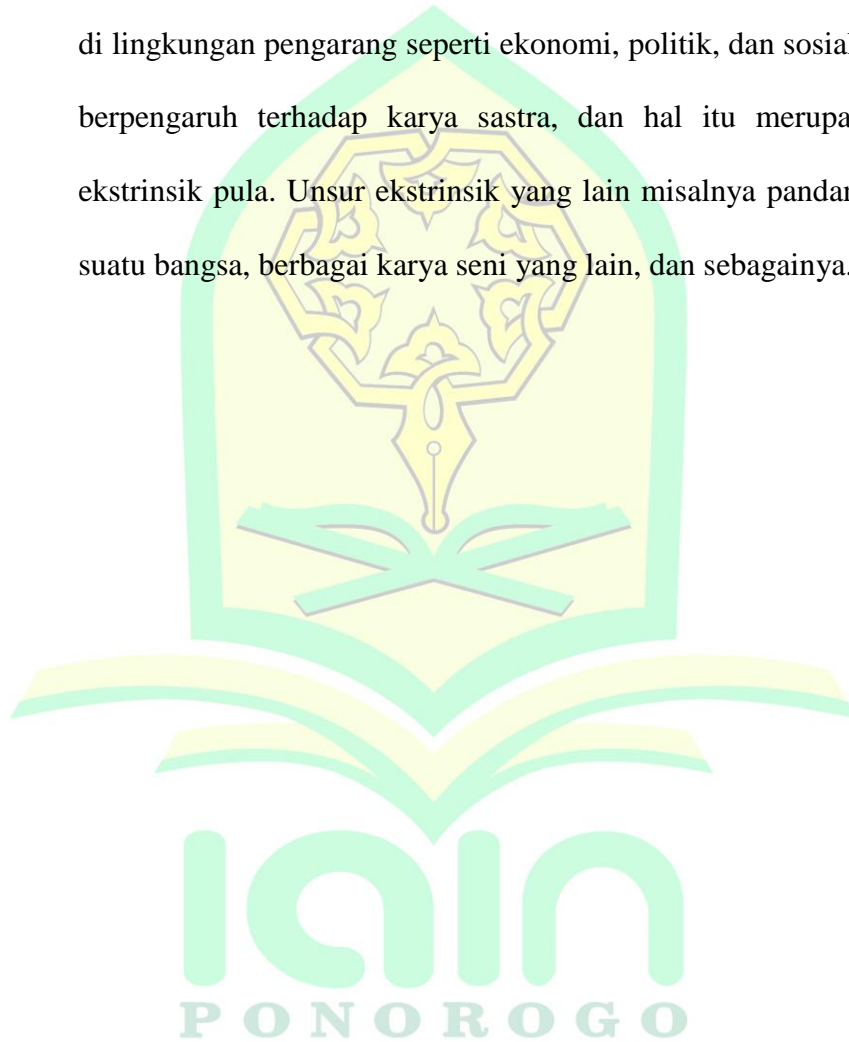 di lingkungan pengarang seperti ekonomi, politik, dan sosial
berpengaruh terhadap karya sastra, dan hal itu merupa
ekstrinsik pula. Unsur ekstrinsik yang lain misalnya pandan
suatu bangsa, berbagai karya seni yang lain, dan sebagainya.
iain
PONOROGO